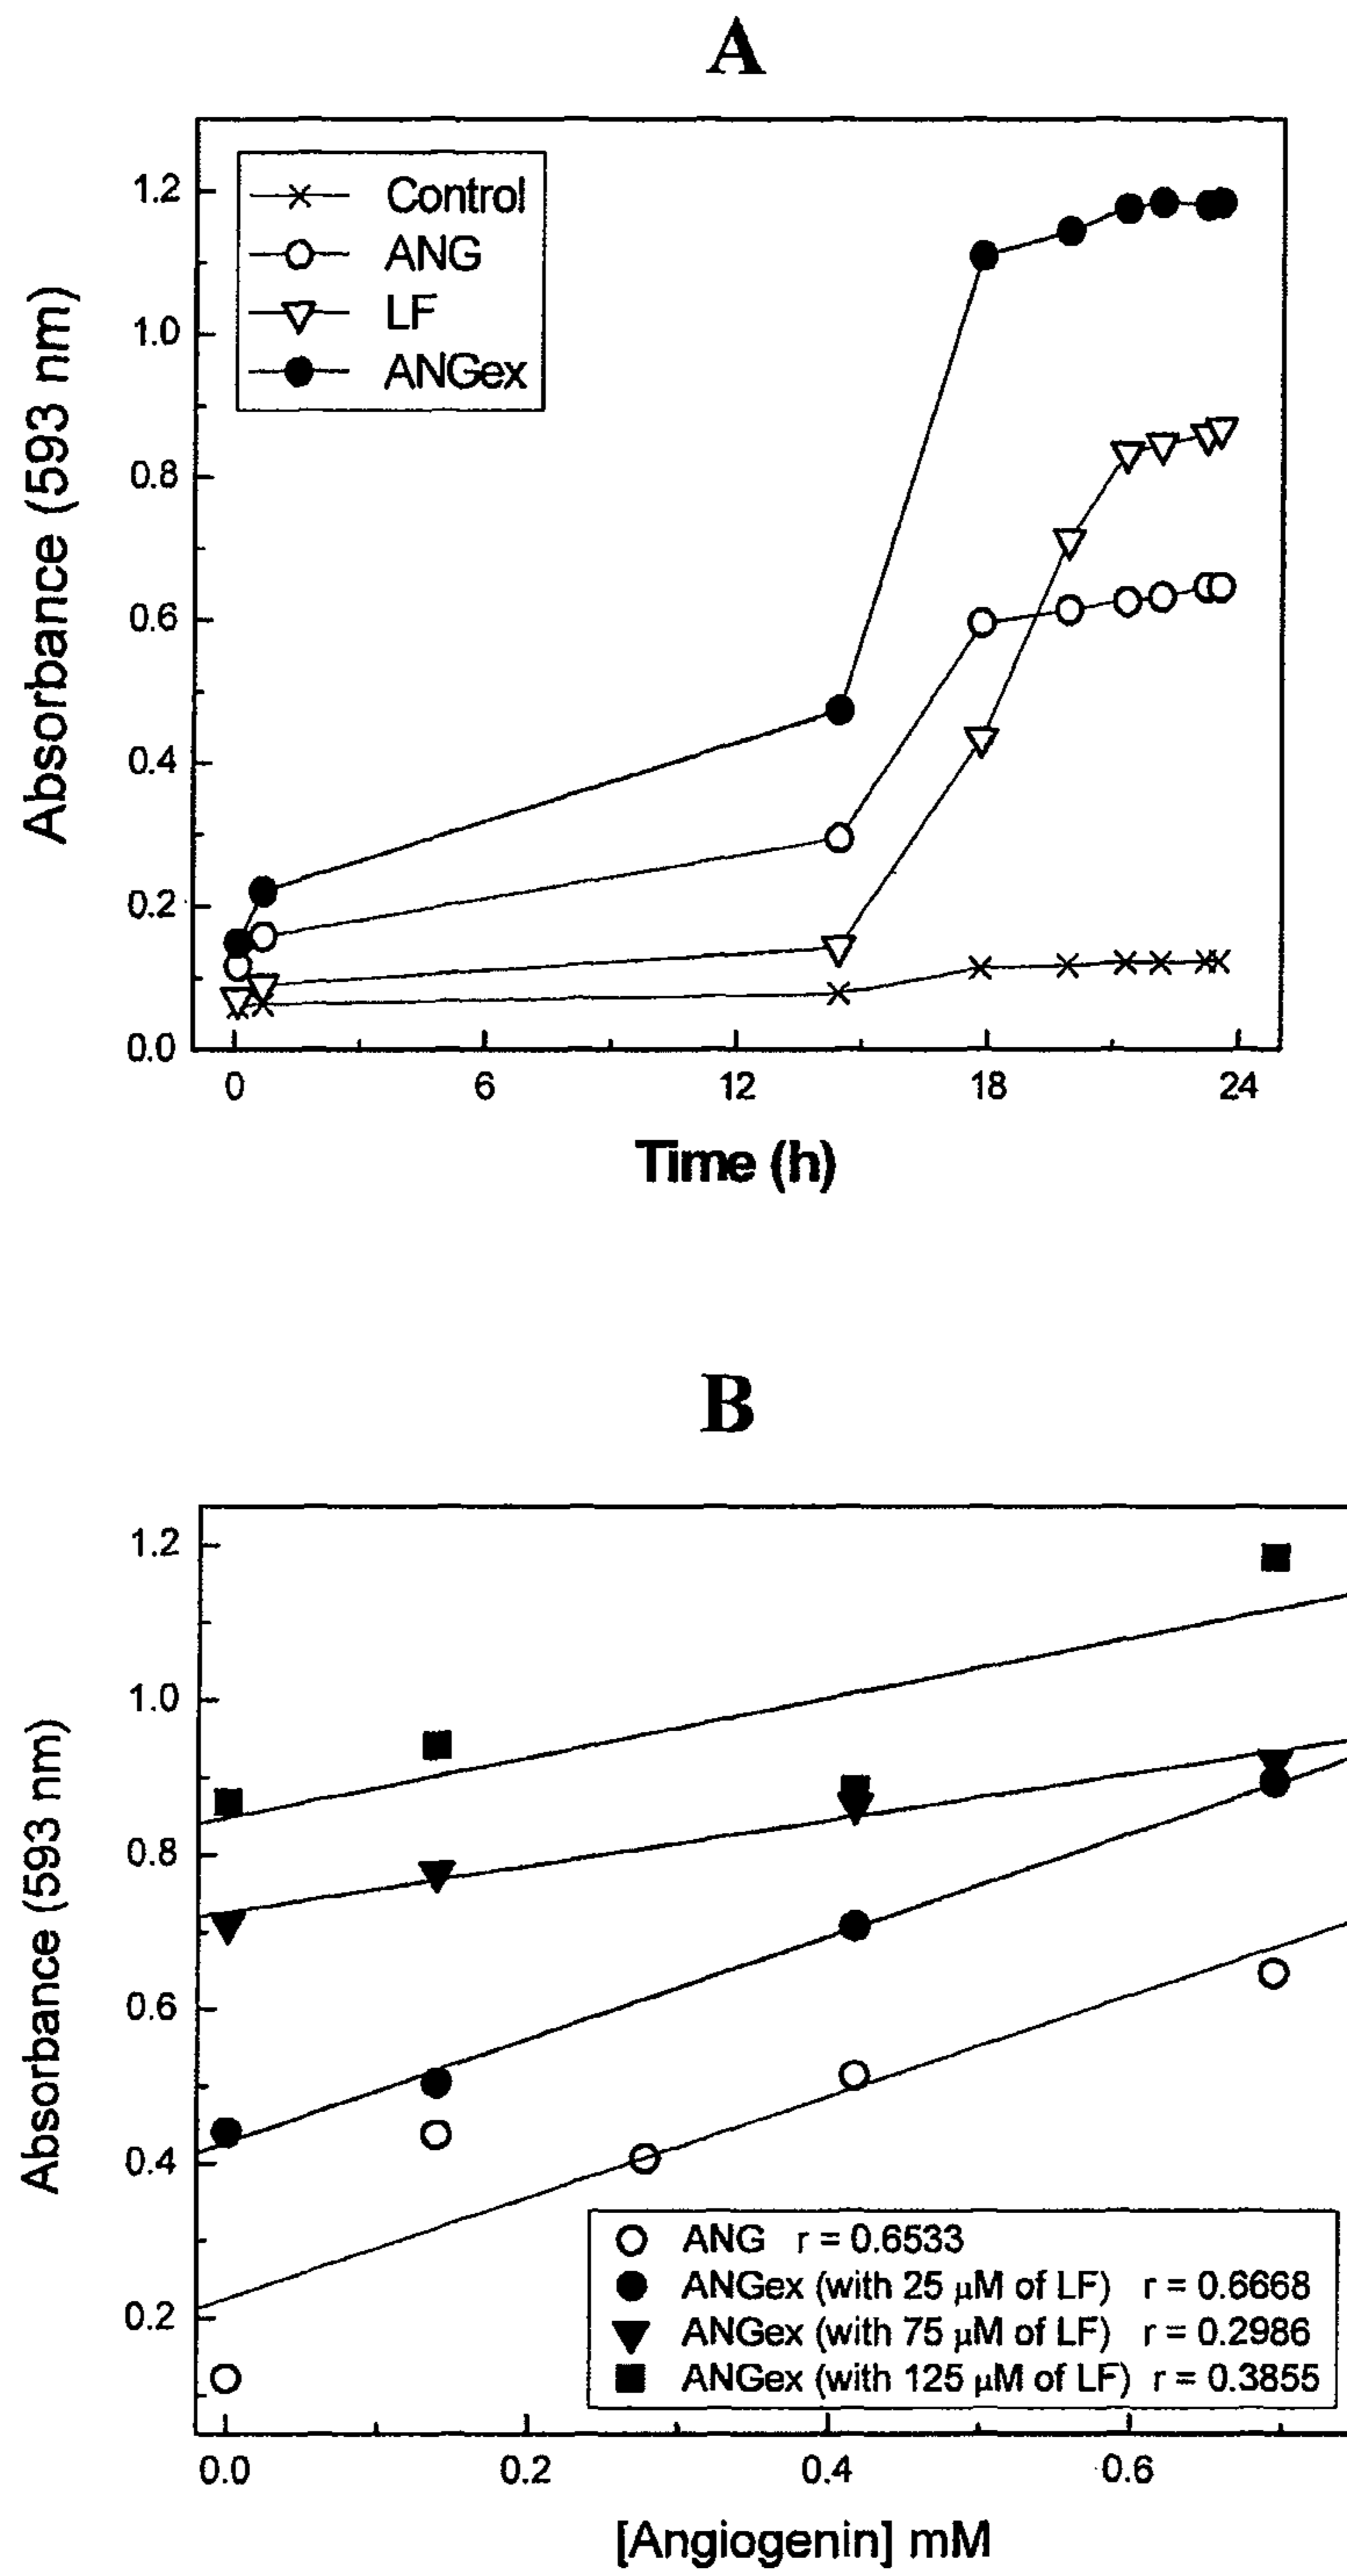 A
Absorbance (593 nm)
1.2
1.0
0.8
0.6
0.4
0.2
0.0
Control
ANG
LF
ANGex
0 6 12 18 24
Time (h)
B
Absorbance (593 nm)
1.2
1.0
0.8
0.6
0.4
0.2
ANG r = 0.6533
ANGex (with 25 µM of LF) r = 0.6668
ANGex (with 75 µM of LF) r = 0.2986
ANGex (with 125 µM of LF) r = 0.3855
0.0 0.2 0.4 0.6
[Angiogenin] mM